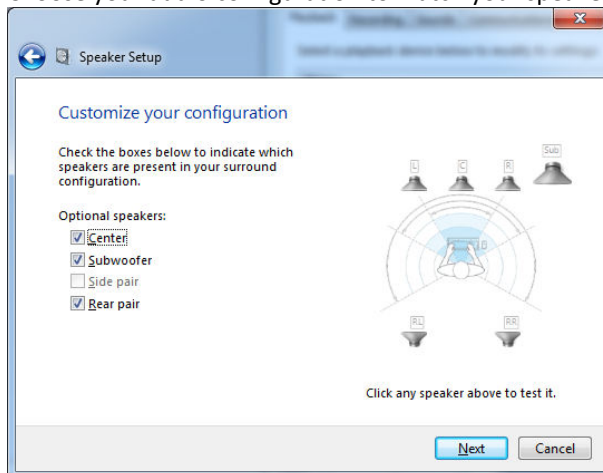 Speaker Setup
Customize your configuration
Check the boxes below to indicate which
speakers are present in your surround
configuration.
Optional speakers:
Center
Subwoofer
Side pair
Rear pair
L C R Sub
RL RR
Click any speaker above to test it.
Next Cancel